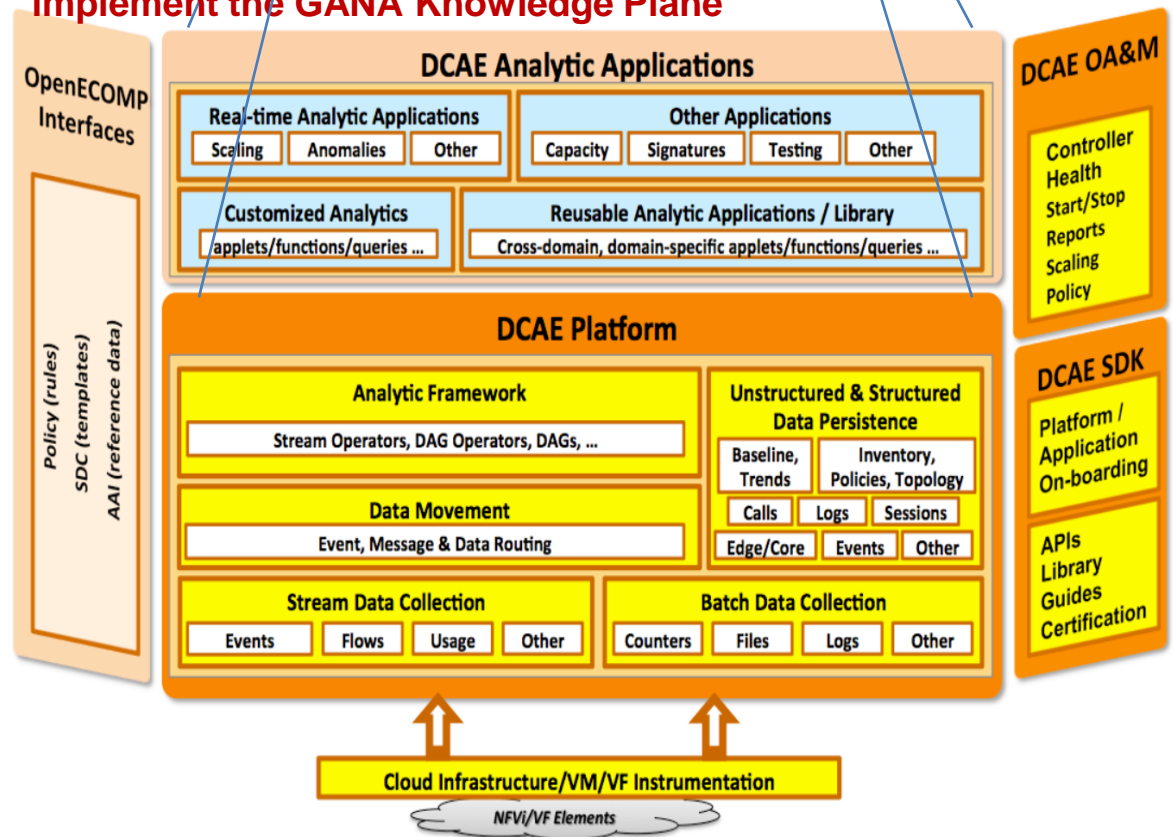 implement the GANA Knowledge Plane
OpenECOMP
Interfaces
Policy (rules)
SDC (templates)
AAI (reference data)
DCAE Analytic Applications
Real-time Analytic Applications
Scaling
Anomalies
Other
Other Applications
Capacity
Signatures
Testing
Other
Customized Analytics
applets/functions/queries ...
Reusable Analytic Applications / Library
Cross-domain, domain-specific applets/functions/queries ...
DCAE Platform
Analytic Framework
Stream Operators, DAG Operators, DAGs, ...
Data Movement
Event, Message & Data Routing
Unstructured & Structured
Data Persistence
Baseline,
Trends
Inventory,
Policies, Topology
Calls
Logs
Sessions
Edge/Core
Events
Other
Stream Data Collection
Events
Flows
Usage
Other
Batch Data Collection
Counters
Files
Logs
Other
Cloud Infrastructure/VM/VF Instrumentation
NFVi/VF Elements
DCAE OA&M
Controller
Health
Start/Stop
Reports
Scaling
Policy
DCAE SDK
Platform /
Application
On-boarding
APIs
Library
Guides
Certification